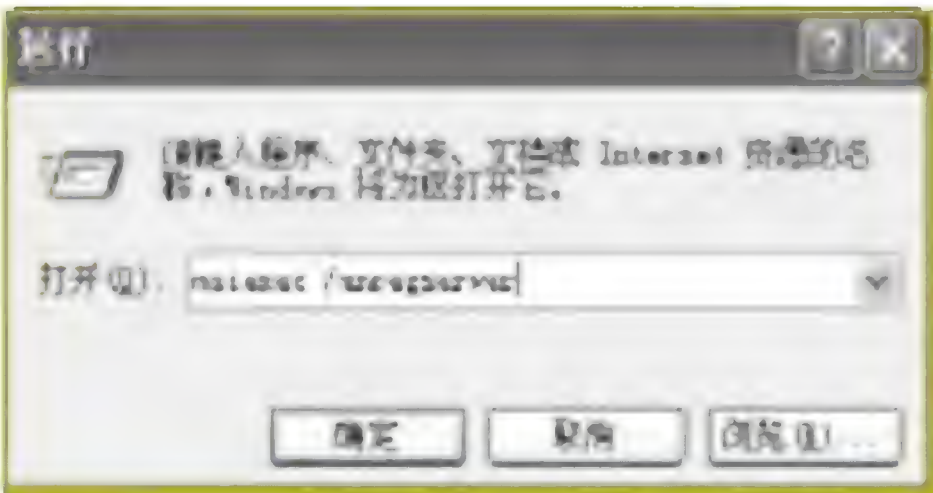 运行
请键入程序、文件夹、文档或 Internet 资源的名
称，Windows 将为您打开它。
打开(O):
msiexec /unregserver
确定
取消
浏览(B)...